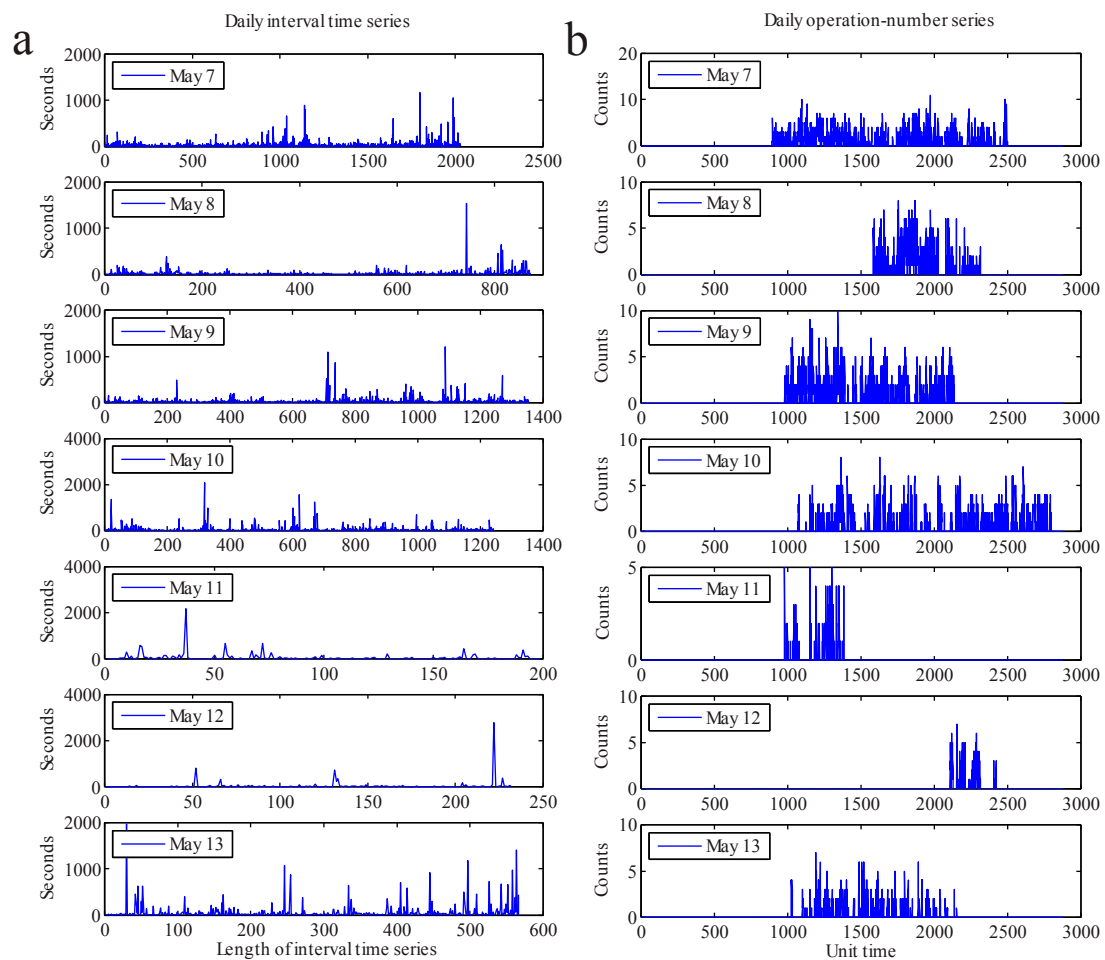 Daily interval time series
Daily operation-number series
a
b
Seconds
2000
1000
0
May 7
0 500 1000 1500 2000 2500
Counts
20
10
0
May 7
0 500 1000 1500 2000 2500 3000
Seconds
2000
1000
0
May 8
0 200 400 600 800
Counts
10
5
0
May 8
0 500 1000 1500 2000 2500 3000
Seconds
2000
1000
0
May 9
0 200 400 600 800 1000 1200 1400
Counts
10
5
0
May 9
0 500 1000 1500 2000 2500 3000
Seconds
4000
2000
0
May 10
0 200 400 600 800 1000 1200 1400
Counts
10
5
0
May 10
0 500 1000 1500 2000 2500 3000
Seconds
4000
2000
0
May 11
0 50 100 150 200
Counts
5
0
May 11
0 500 1000 1500 2000 2500 3000
Seconds
4000
2000
0
May 12
0 50 100 150 200 250
Counts
10
5
0
May 12
0 500 1000 1500 2000 2500 3000
Seconds
2000
1000
0
May 13
0 100 200 300 400 500 600
Length of interval time series
Counts
10
5
0
May 13
0 500 1000 1500 2000 2500 3000
Unit time